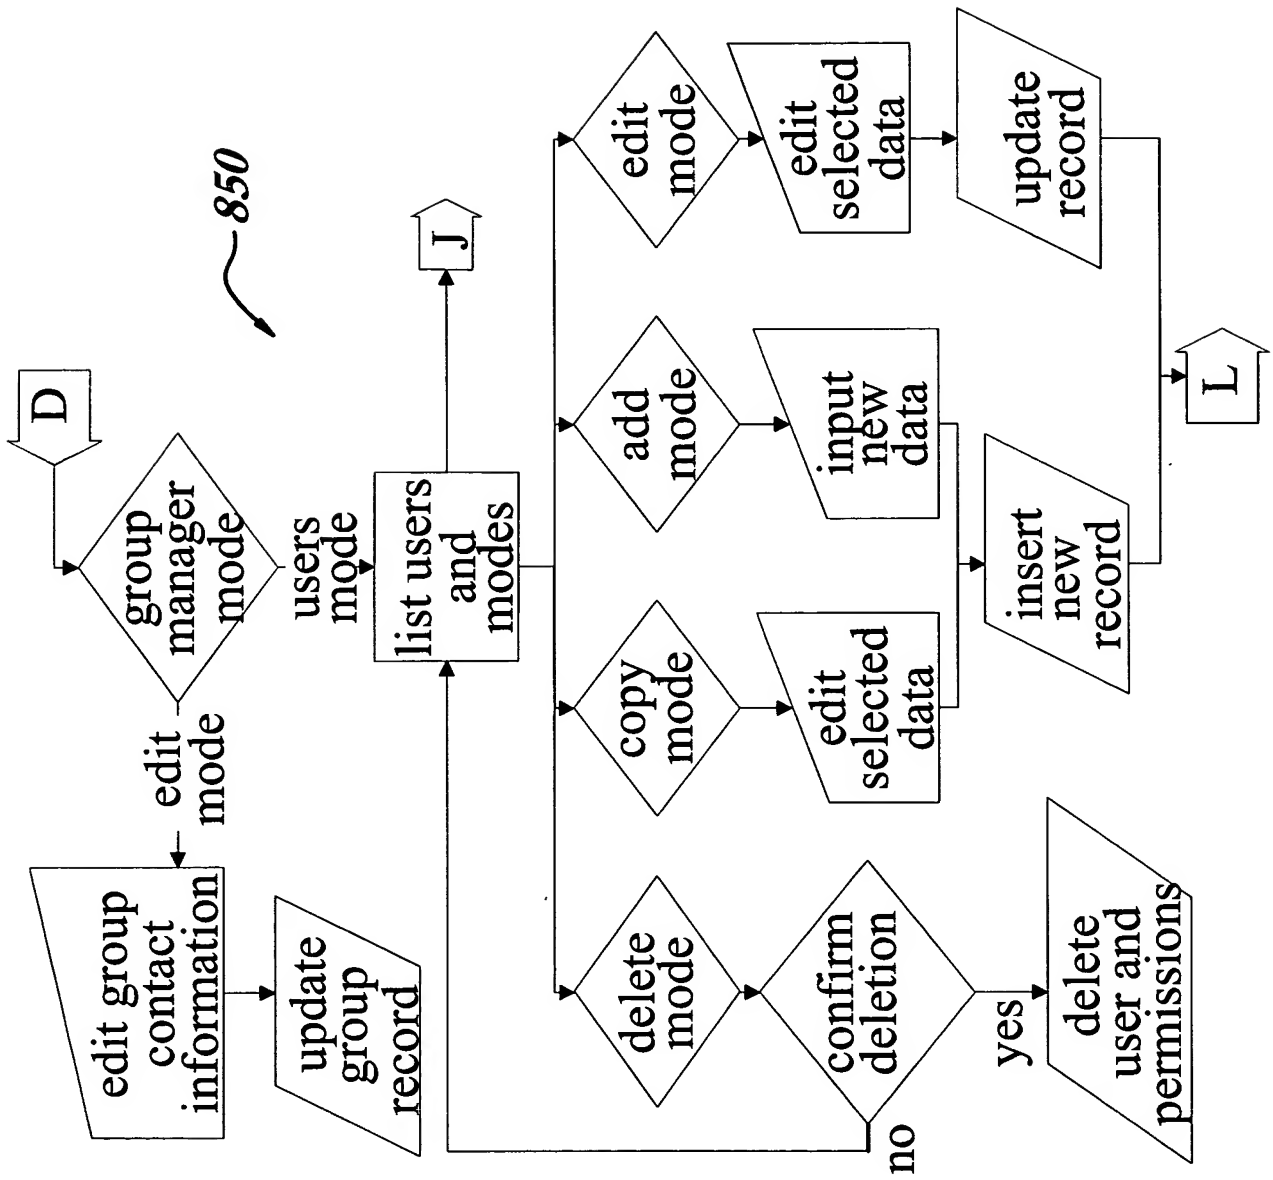 850
D
group
manager
mode
edit
mode
users
mode
edit group
contact
information
update
group
record
list users
and
modes
J
delete
mode
copy
mode
add
mode
edit
mode
confirm
deletion
no
yes
delete
user and
permissions
edit
selected
data
input
new
data
edit
selected
data
insert
new
record
update
record
L